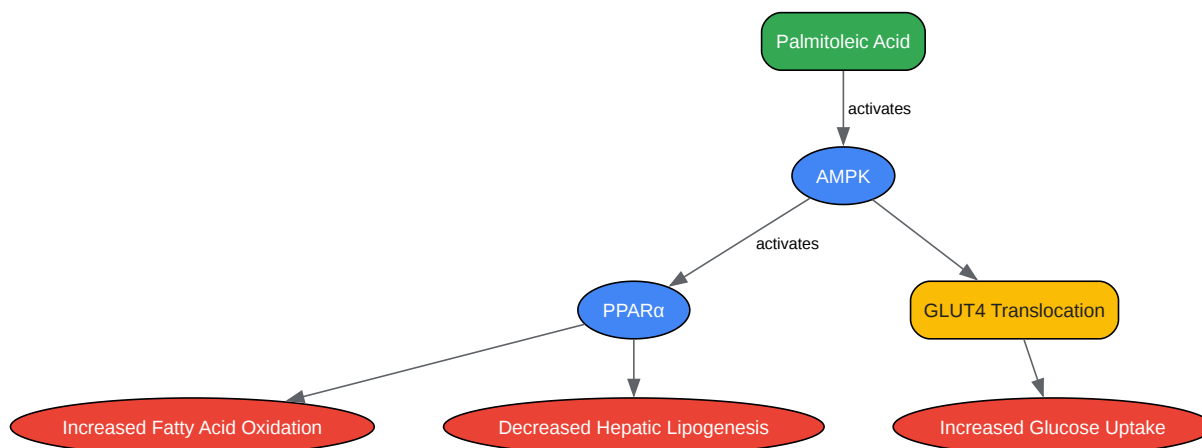 Palmitoleic Acid
activates
AMPK
activates
PPARα
GLUT4 Translocation
Increased Fatty Acid Oxidation
Decreased Hepatic Lipogenesis
Increased Glucose Uptake